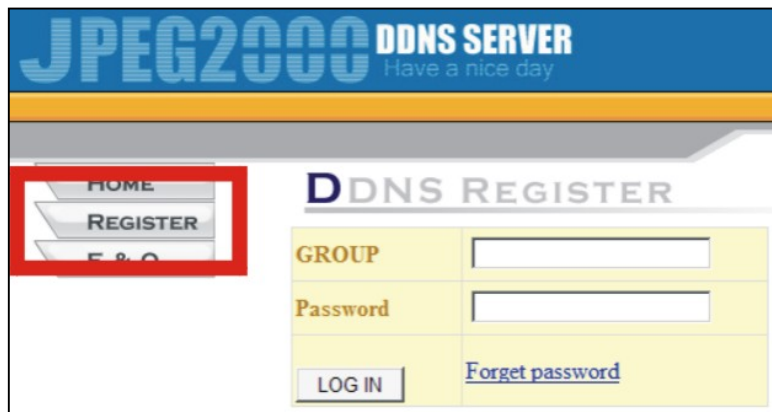 JPEG2000 DDNS SERVER
Have a nice day
HOME
REGISTER
F & Q
DDNS REGISTER
GROUP
Password
LOG IN
Forget password